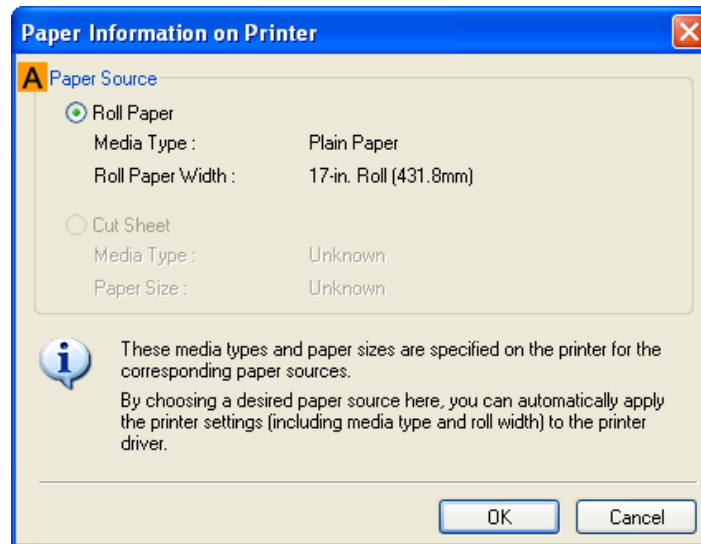 Paper Information on Printer
A Paper Source
Roll Paper
Media Type : Plain Paper
Roll Paper Width : 17-in. Roll (431.8mm)
Cut Sheet
Media Type : Unknown
Paper Size : Unknown
These media types and paper sizes are specified on the printer for the
corresponding paper sources.
By choosing a desired paper source here, you can automatically apply
the printer settings (including media type and roll width) to the printer
driver.
OK Cancel